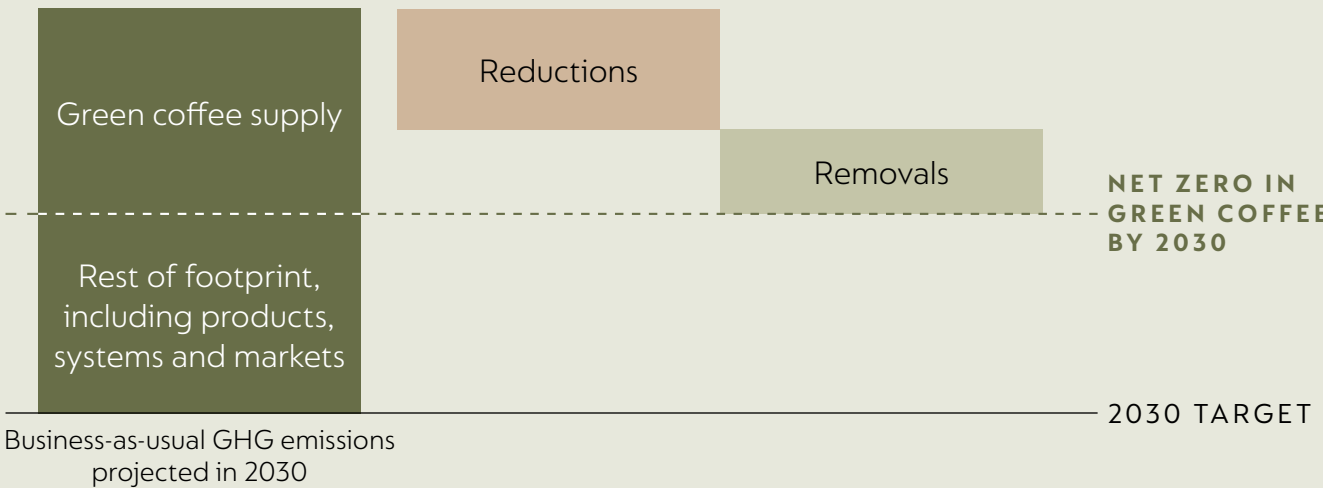 Green coffee supply
Reductions
Removals
NET ZERO IN
GREEN COFFEE
BY 2030
Rest of footprint,
including products,
systems and markets
2030 TARGET
Business-as-usual GHG emissions
projected in 2030